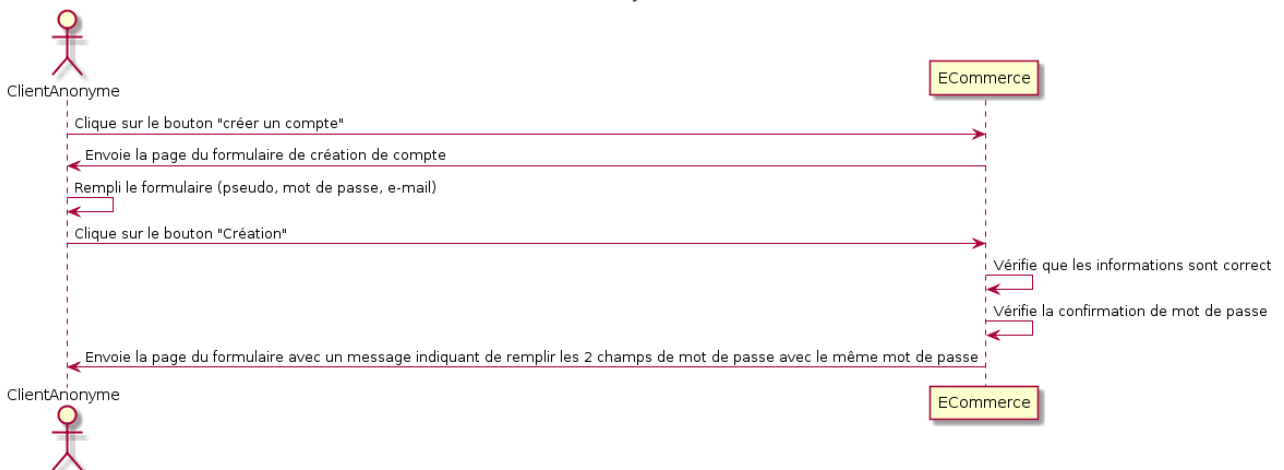 ClientAnonyme
ECommerce
Clique sur le bouton "créer un compte"
Envoie la page du formulaire de création de compte
Rempli le formulaire (pseudo, mot de passe, e-mail)
Clique sur le bouton "Création"
Vérifie que les informations sont correct
Vérifie la confirmation de mot de passe
Envoie la page du formulaire avec un message indiquant de remplir les 2 champs de mot de passe avec le même mot de passe
ClientAnonyme
ECommerce